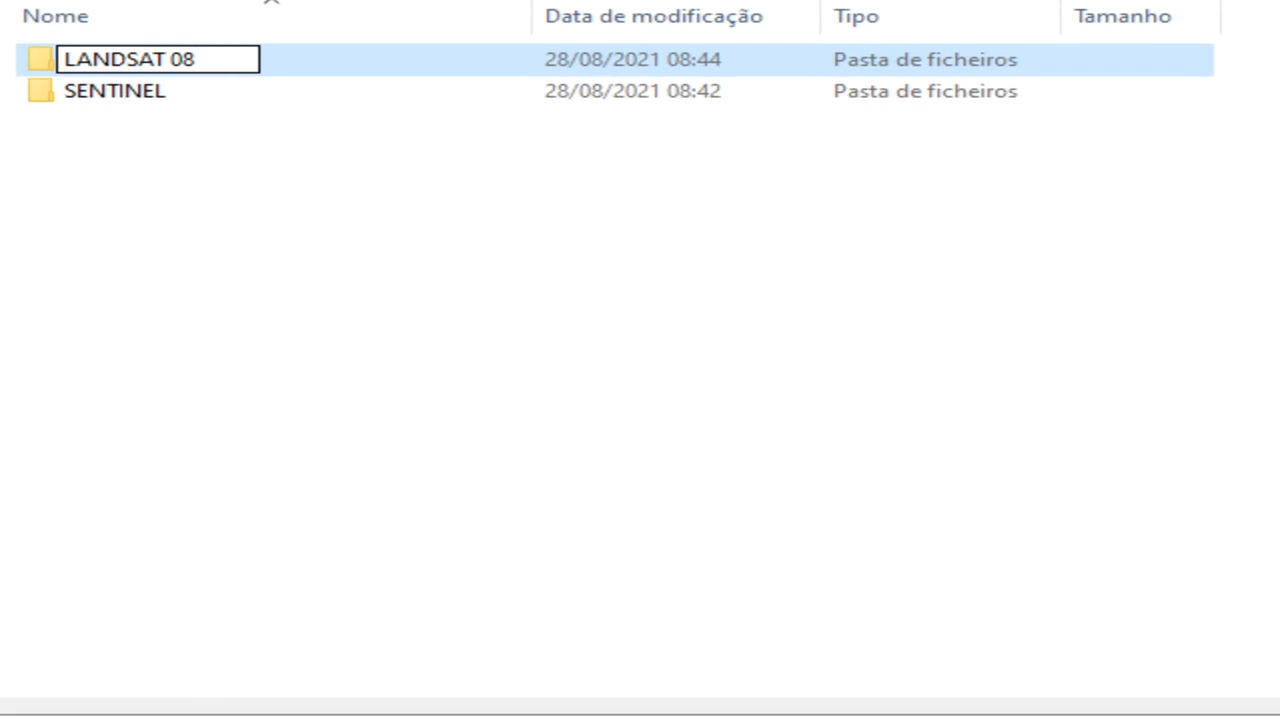 Nome Data de modificação Tipo Tamanho
LANDSAT 08 28/08/2021 08:44 Pasta de ficheiros
SENTINEL 28/08/2021 08:42 Pasta de ficheiros